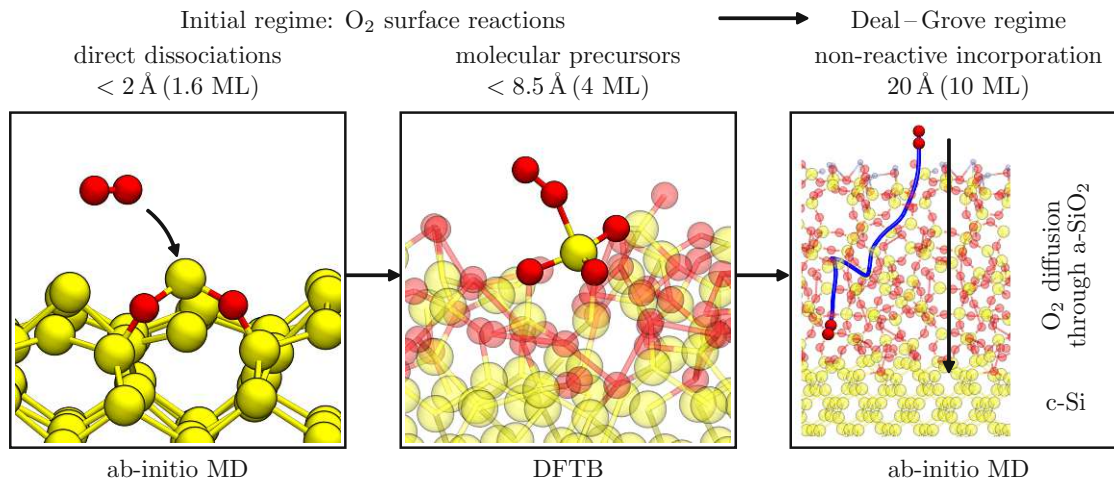 Initial regime: O₂ surface reactions
Deal–Grove regime
direct dissociations
< 2 Å (1.6 ML)
molecular precursors
< 8.5 Å (4 ML)
non-reactive incorporation
20 Å (10 ML)
O₂ diffusion
through a-SiO₂
c-Si
ab-initio MD
DFTB
ab-initio MD